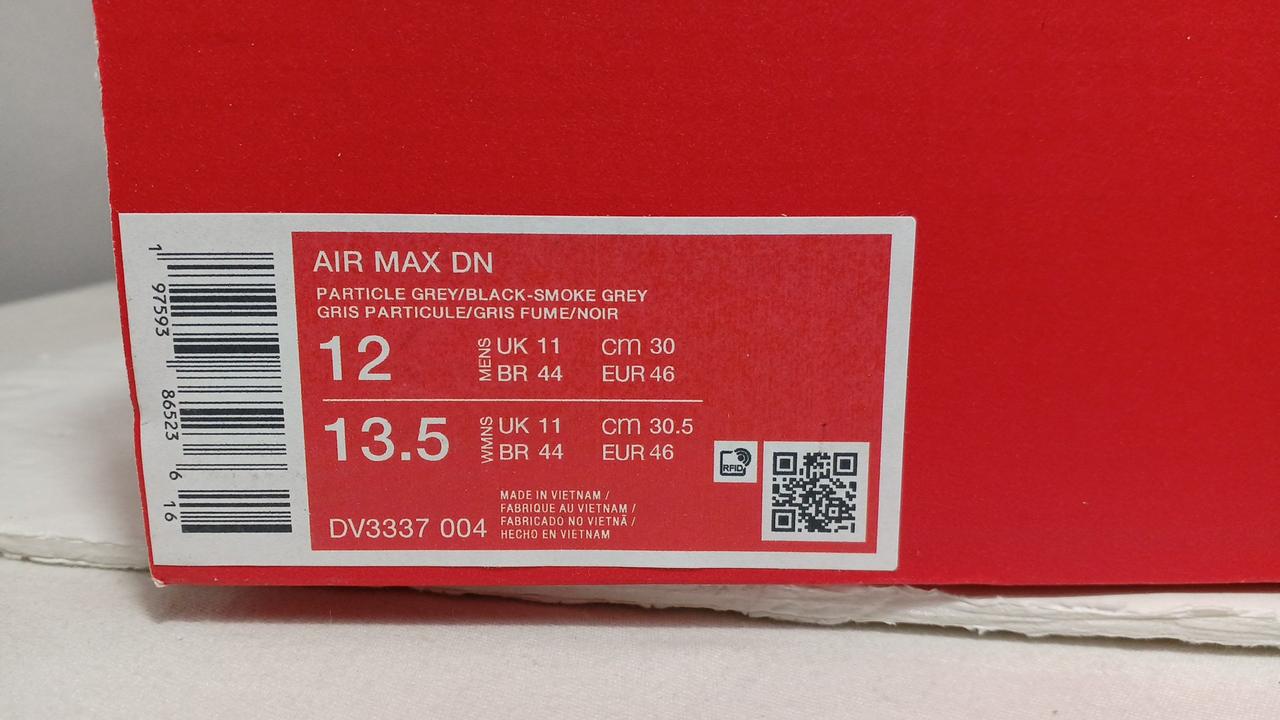 1 97593 86523 6 16
AIR MAX DN
PARTICLE GREY/BLACK-SMOKE GREY
GRIS PARTICULE/GRIS FUME/NOIR
12 MENS UK 11 cm 30
BR 44 EUR 46
13.5 WMNS UK 11 cm 30.5
BR 44 EUR 46
RFID
MADE IN VIETNAM /
FABRIQUE AU VIETNAM /
FABRICADO NO VIETNÃ /
HECHO EN VIETNAM
DV3337 004